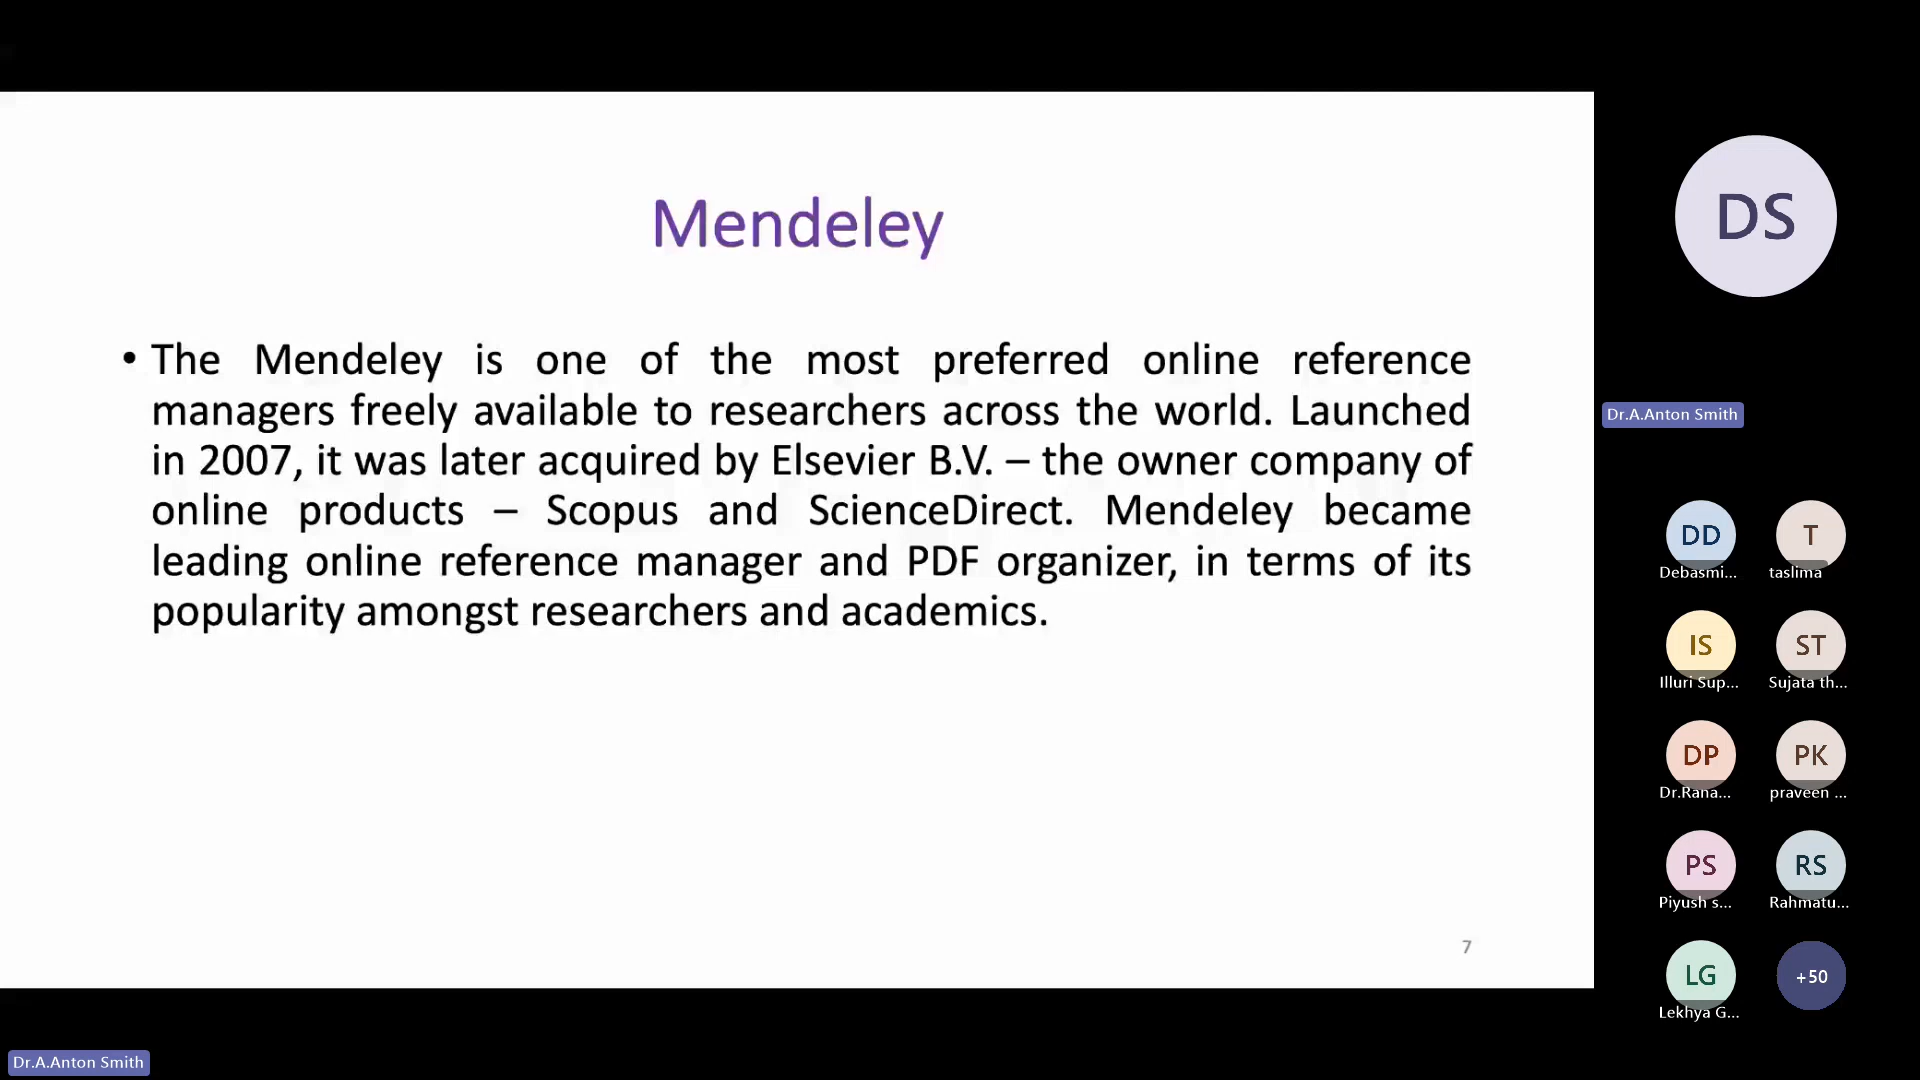 Mendeley
• The Mendeley is one of the most preferred online reference
managers freely available to researchers across the world. Launched
in 2007, it was later acquired by Elsevier B.V. – the owner company of
online products – Scopus and ScienceDirect. Mendeley became
leading online reference manager and PDF organizer, in terms of its
popularity amongst researchers and academics.
7
Dr.A.Anton Smith
DS
Dr.A.Anton Smith
DD
T
Debasmi...
taslima
IS
ST
Illuri Sup...
Sujata th...
DP
PK
Dr.Rana...
praveen ...
PS
RS
Piyush s...
Rahmatu...
LG
+50
Lekhya G...